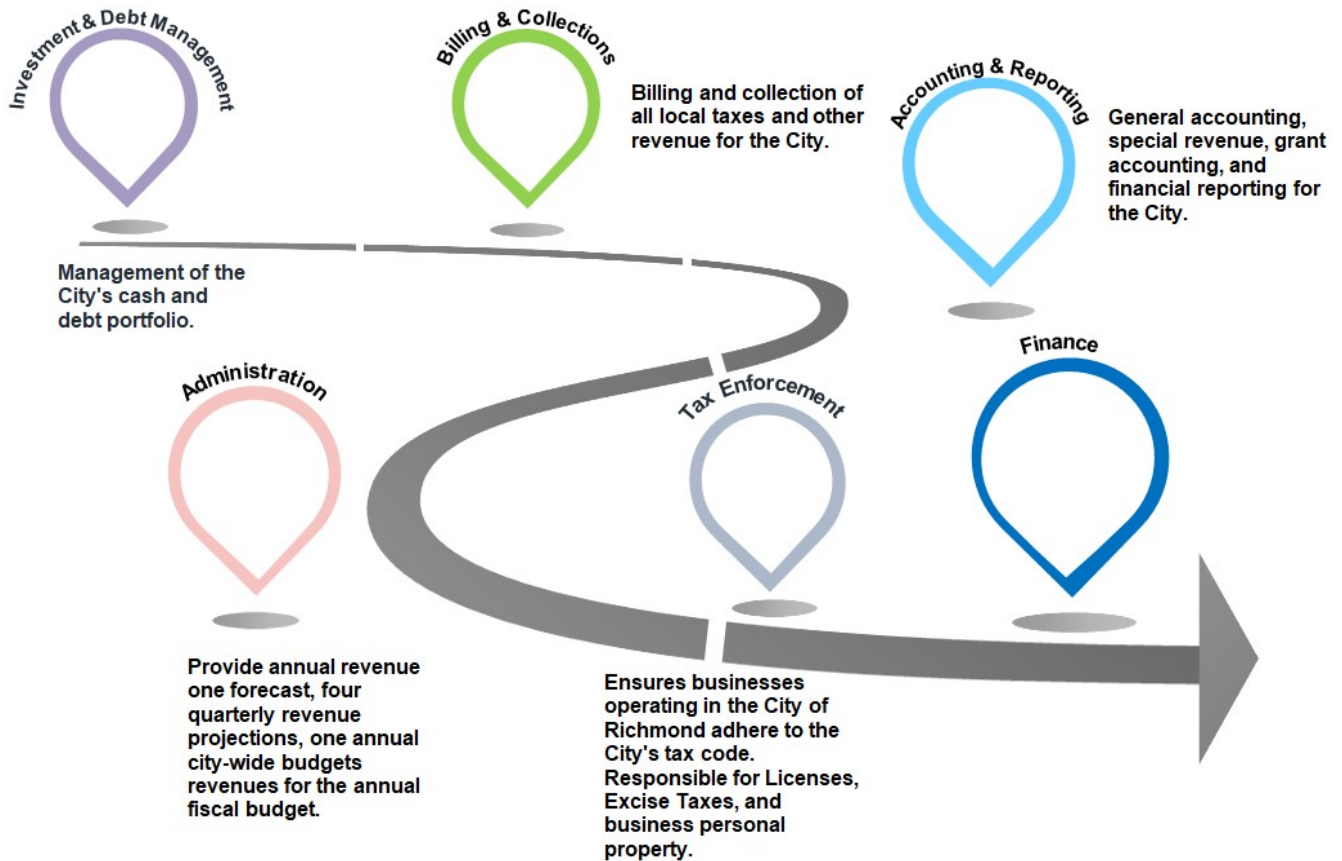 Investment & Debt Management
Management of the
City's cash and
debt portfolio.
Billing & Collections
Billing and collection of
all local taxes and other
revenue for the City.
Accounting & Reporting
General accounting,
special revenue, grant
accounting, and
financial reporting for
the City.
Administration
Provide annual revenue
one forecast, four
quarterly revenue
projections, one annual
city-wide budgets
revenues for the annual
fiscal budget.
Tax Enforcement
Ensures businesses
operating in the City of
Richmond adhere to the
City's tax code.
Responsible for Licenses,
Excise Taxes, and
business personal
property.
Finance